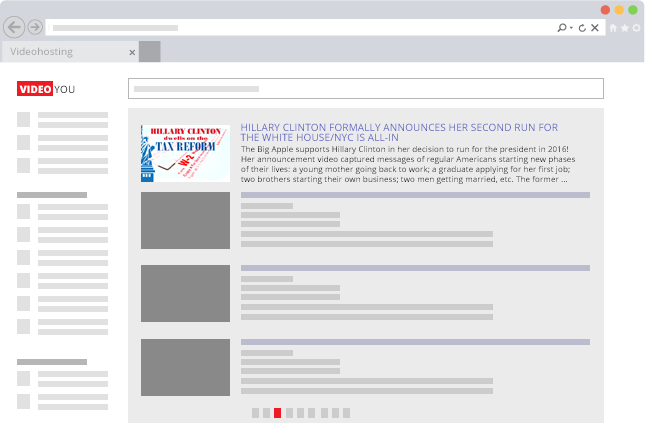 Videohosting
VIDEO YOU
HILLARY CLINTON
dwells on the
TAX REFORM
W-2
HILLARY CLINTON FORMALLY ANNOUNCES HER SECOND RUN FOR
THE WHITE HOUSE/NYC IS ALL-IN
The Big Apple supports Hillary Clinton in her decision to run for the president in 2016!
Her announcement video captured messages of regular Americans starting new phases
of their lives: a young mother going back to work; a graduate applying for her first job;
two brothers starting their own business; two men getting married, etc. The former ...